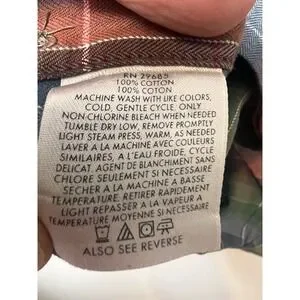 RN 29685
100% COTTON
100% COTON
MACHINE WASH WITH LIKE COLORS,
COLD, GENTLE CYCLE, ONLY
NON-CHLORINE BLEACH WHEN NEEDED
TUMBLE DRY LOW, REMOVE PROMPTLY
LIGHT STEAM PRESS, WARM, AS NEEDED
LAVER A LA MACHINE AVEC COULEURS
SIMILAIRES, A L'EAU FROIDE, CYCLE
DELICAT, AGENT DE BLANCHIMENT SANS
CHLORE SEULEMENT SI NECESSAIRE
SECHER A LA MACHINE A BASSE
TEMPERATURE, RETIRER RAPIDEMENT
LIGHT REPASSER A LA VAPEUR A
TEMPERATURE MOYENNE SI NECESSAIRE
ALSO SEE REVERSE